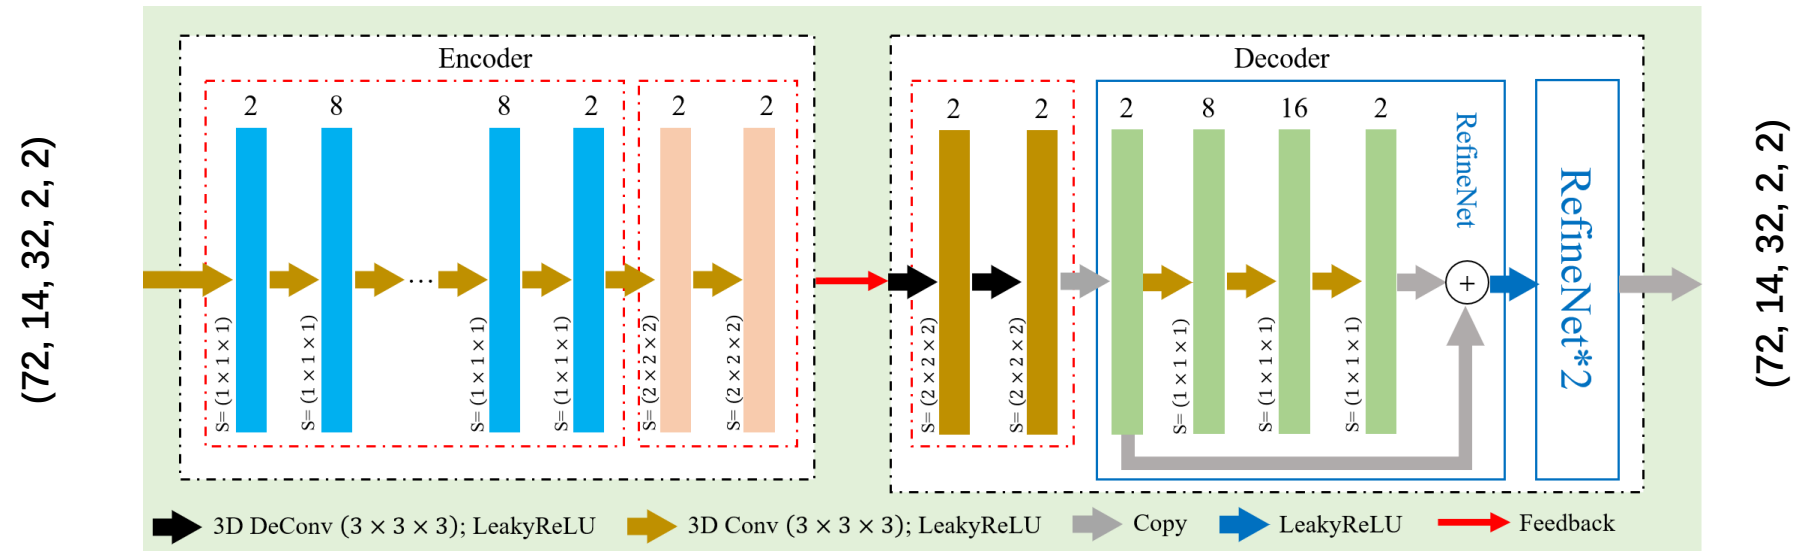 (72, 14, 32, 2, 2)
Encoder
2 8 8 2 2 2
...
S= (1 × 1 × 1)
S= (1 × 1 × 1)
S= (1 × 1 × 1)
S= (1 × 1 × 1)
S= (2 × 2 × 2)
S= (2 × 2 × 2)
Decoder
2 2 2 8 16 2
S= (2 × 2 × 2)
S= (2 × 2 × 2)
S= (1 × 1 × 1)
S= (1 × 1 × 1)
S= (1 × 1 × 1)
RefineNet
+
RefineNet*2
(72, 14, 32, 2, 2)
3D DeConv (3 × 3 × 3); LeakyReLU 3D Conv (3 × 3 × 3); LeakyReLU Copy LeakyReLU Feedback